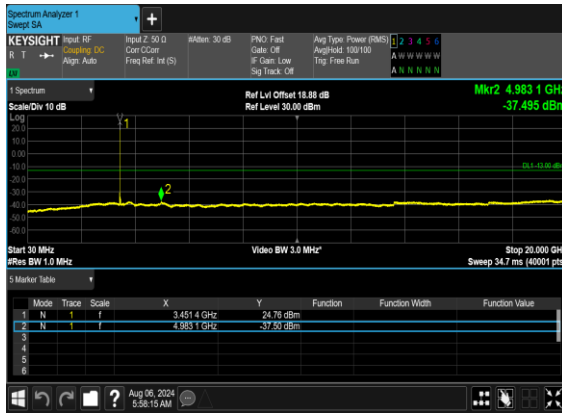 Spectrum Analyzer 1
Swept SA
+
KEYSIGHT
R T
Input: RF
Coupling: DC
Align: Auto
Input Z: 50 Ω
Corr CCorr
Freq Ref: Int (S)
#Atten: 30 dB
PNO: Fast
Gate: Off
IF Gain: Low
Sig Track: Off
Avg Type: Power (RMS)
Avg|Hold: 100/100
Trig: Free Run
1 2 3 4 5 6
A W W W W W
A N N N N N
1 Spectrum
Scale/Div 10 dB
Ref Lvl Offset 18.88 dB
Ref Level 30.00 dBm
Mkr2 4.983 1 GHz
-37.495 dBm
Log
20.0
10.0
0.00
-10.0
-20.0
-30.0
-40.0
-50.0
-60.0
1
2
DL1 -13.00 dBm
Start 30 MHz
#Res BW 1.0 MHz
Video BW 3.0 MHz*
Stop 20.000 GHz
Sweep 34.7 ms (40001 pts)
5 Marker Table
Mode Trace Scale X Y Function Function Width Function Value
1 N 1 f 3.451 4 GHz 24.76 dBm
2 N 1 f 4.983 1 GHz -37.50 dBm
3
4
5
6
?
Aug 06, 2024
5:58:15 AM